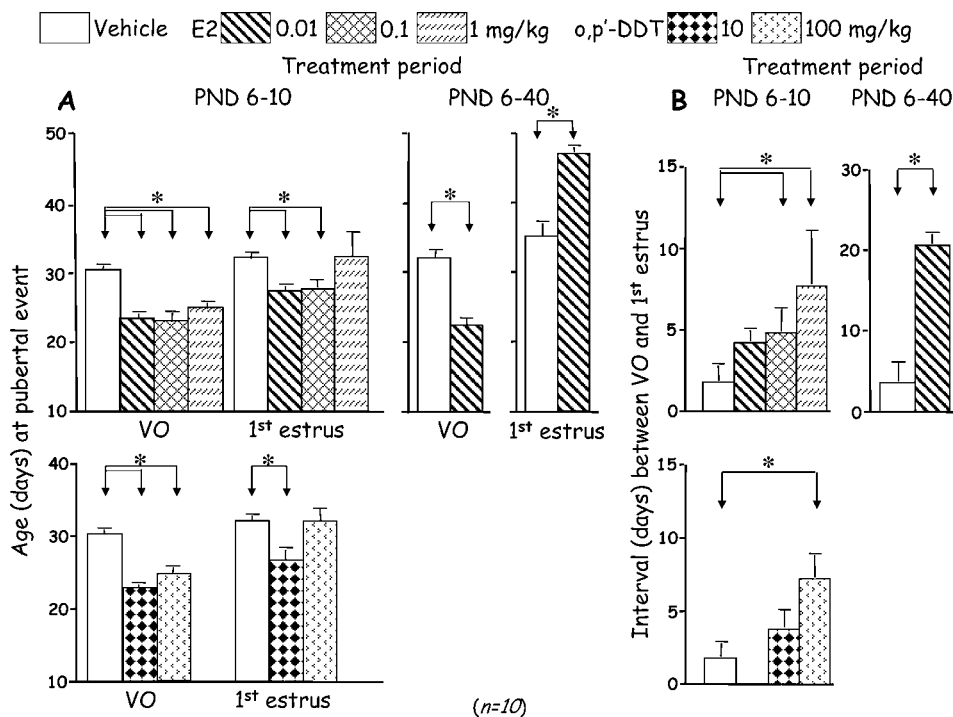 Vehicle E2 0.01 0.1 1 mg/kg o,p'-DDT 10 100 mg/kg
Treatment period
Treatment period
A PND 6-10 PND 6-40
B PND 6-10 PND 6-40
Age (days) at pubertal event
50
40
30
20
10
*
*
*
*
VO 1st estrus
VO 1st estrus
40
30
20
10
*
*
VO 1st estrus
(n=10)
Interval (days) between VO and 1st estrus
15
10
5
0
*
30
20
10
0
*
15
10
5
0
*